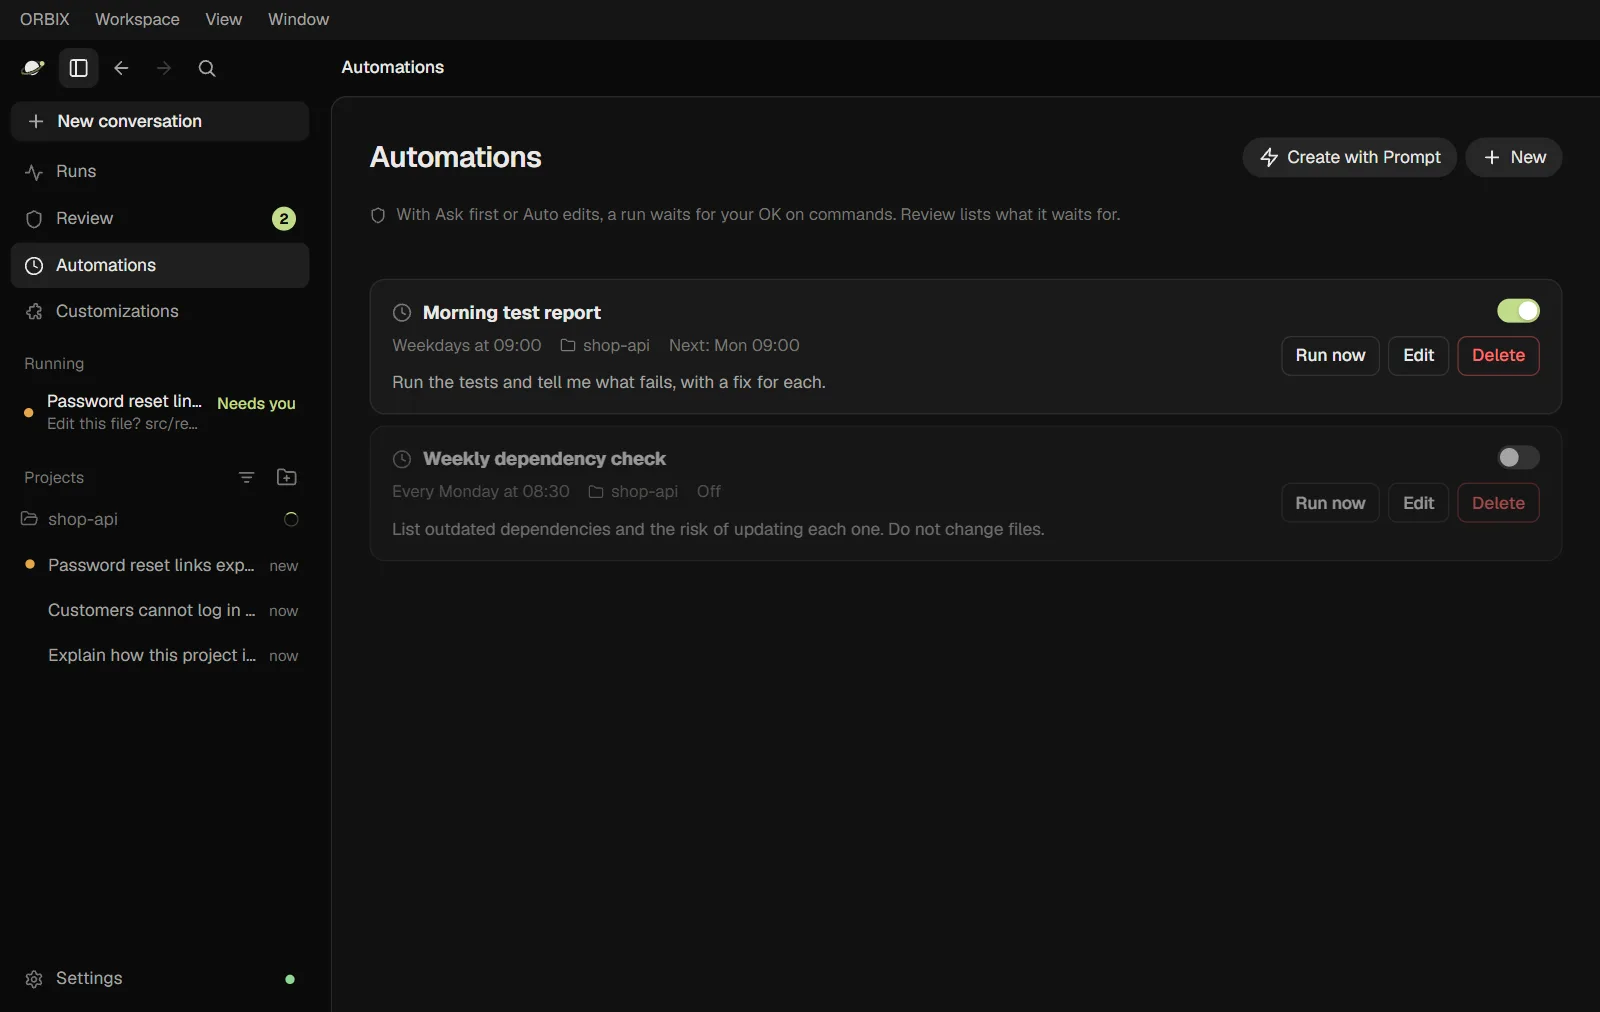 ORBIX Workspace View Window
Automations
New conversation
Runs
Review 2
Automations
Customizations
Running
Password reset lin... Needs you
Edit this file? src/re...
Projects
shop-api
Password reset links exp... new
Customers cannot log in ... now
Explain how this project i... now
Settings
Automations
Create with Prompt
New
With Ask first or Auto edits, a run waits for your OK on commands. Review lists what it waits for.
Morning test report
Weekdays at 09:00 shop-api Next: Mon 09:00
Run now Edit Delete
Run the tests and tell me what fails, with a fix for each.
Weekly dependency check
Every Monday at 08:30 shop-api Off
Run now Edit Delete
List outdated dependencies and the risk of updating each one. Do not change files.